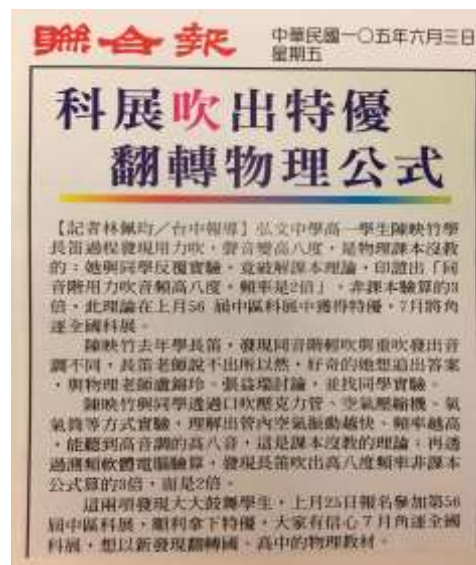 聯合報
中華民國一○五年六月三日
星期五
科展吹出特優
翻轉物理公式
【記者林佩均／台中報導】弘文中學高一學生陳映竹學
長笛過程發現用力吹，聲音變高八度，是物理課本沒教
的；她與同學反覆實驗，竟破解課本理論，印證出「同
音階用力吹音頻高八度，頻率是2倍」，非課本驗算的3
倍，此理論在上月56 屆中區科展中獲得特優，7月將角
逐全國科展。
陳映竹去年學長笛，發現同音階輕吹與重吹發出音
調不同，長笛老師說不出所以然，好奇的她想追出答案
，與物理老師盧錦玲、張益瑞討論，並找同學實驗。
陳映竹與同學透過口吹壓克力管、空氣壓縮機、氣
氣筒等方式實驗，理解出管內空氣振動越快、頻率越高
，能聽到高音調的高八音，這是課本沒教的理論；再透
過測頻軟體電腦驗算，發現長笛吹出高八度頻率非課本
公式算的3倍，而是2倍。
這兩項發現大大鼓舞學生，上月25日報名參加第56
屆中區科展，順利拿下特優，大家有信心7月角逐全國
科展，想以新發現翻轉國、高中的物理教材。